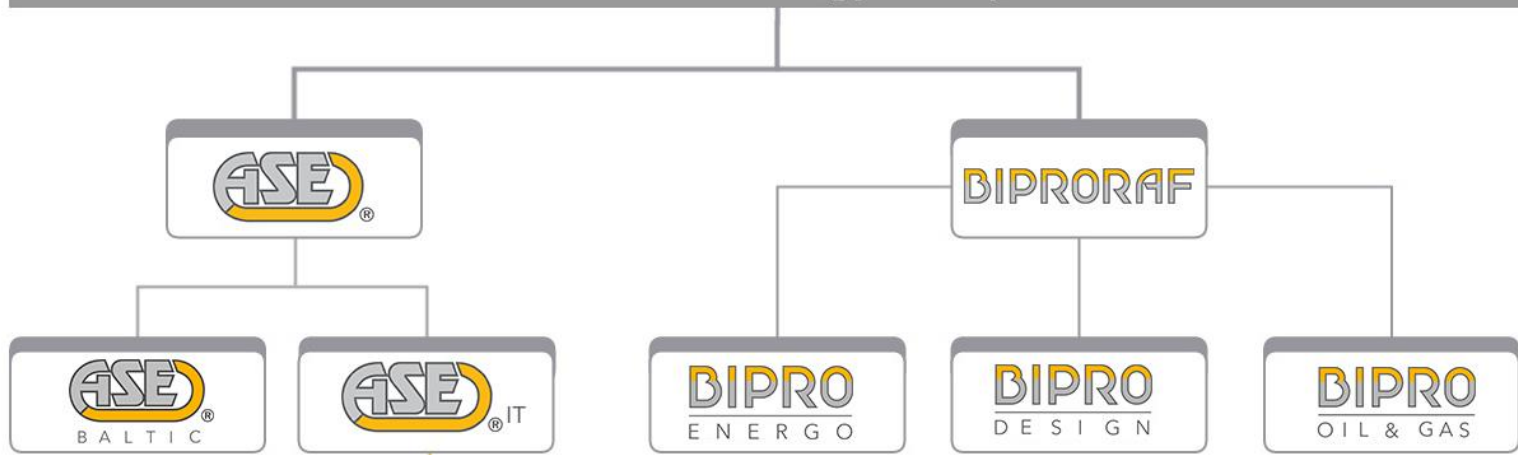 ASE®
BIPRORAF
ASE®
BALTIC
ASE® IT
BIPRO
ENERGO
BIPRO
DESIGN
BIPRO
OIL & GAS